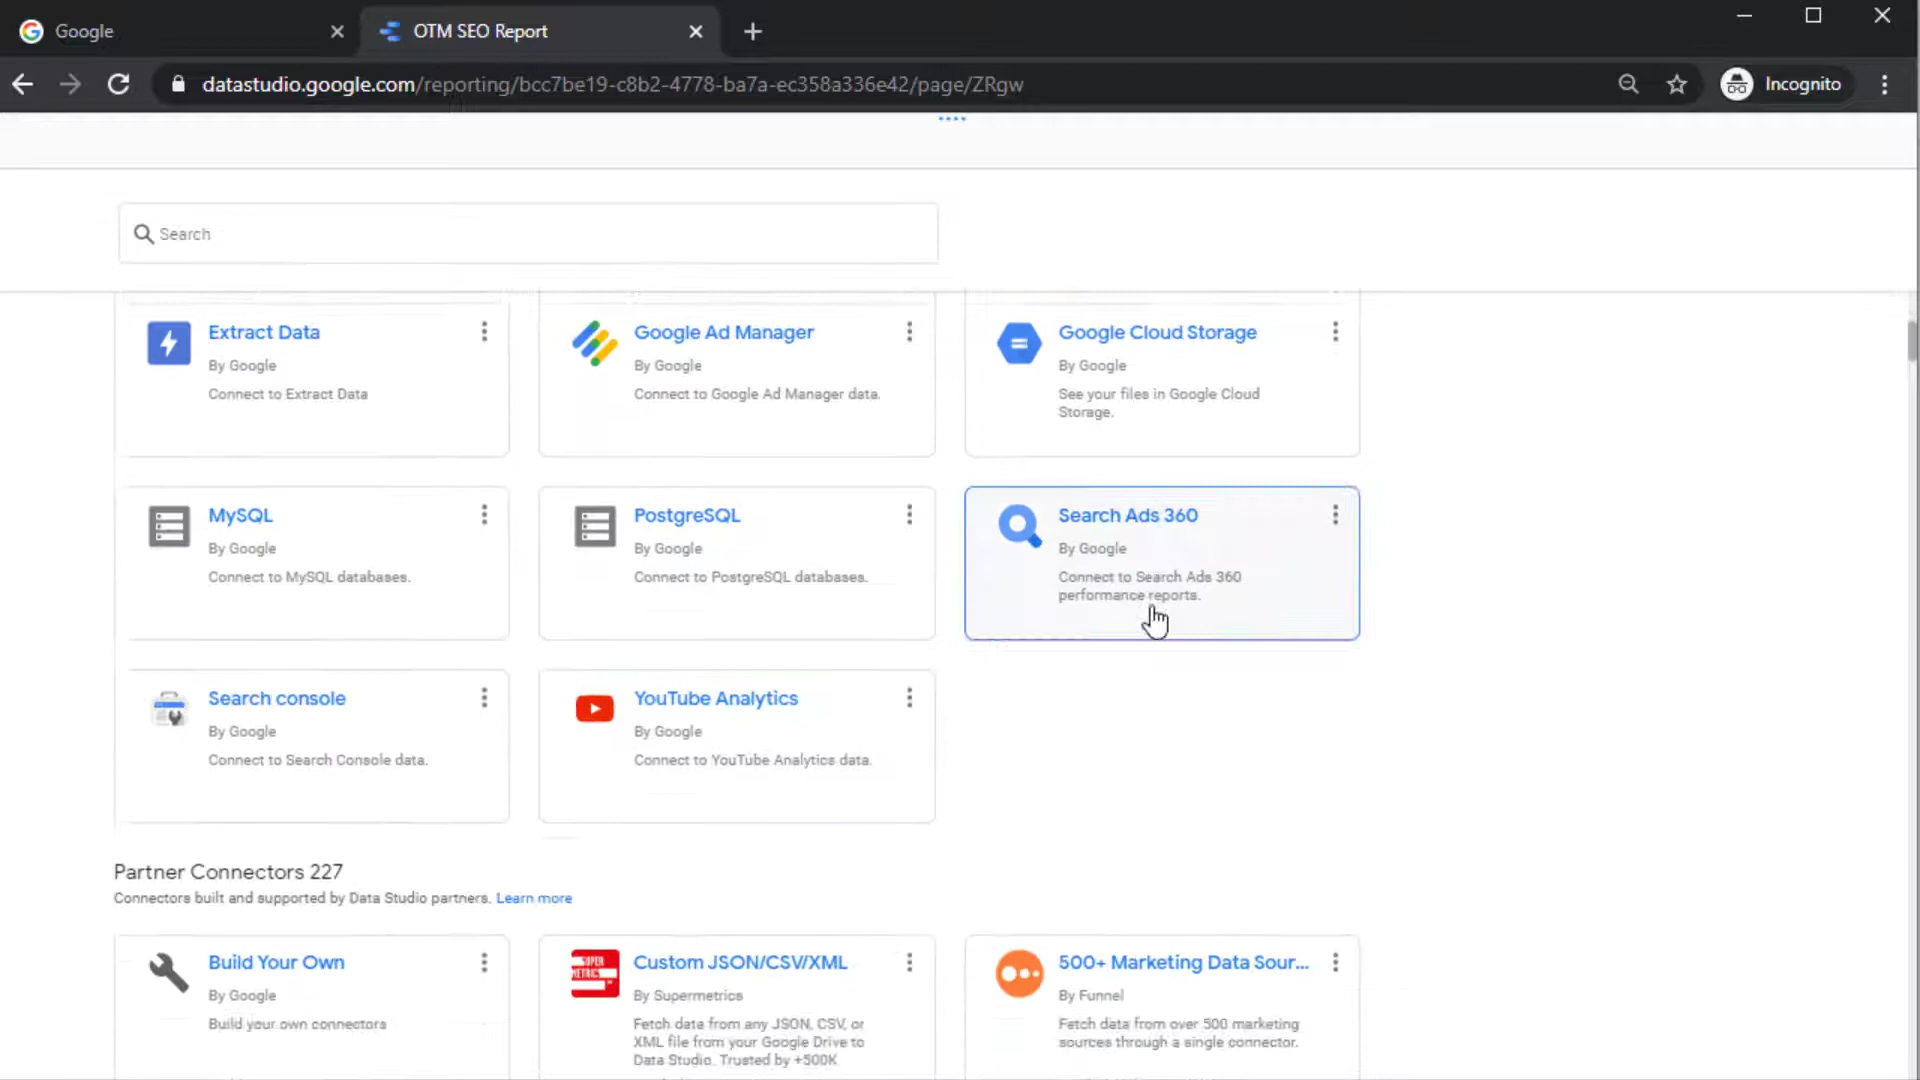 Google
OTM SEO Report
datastudio.google.com/reporting/bcc7be19-c8b2-4778-ba7a-ec358a336e42/page/ZRgw
Incognito
Search
Extract Data
By Google
Connect to Extract Data
Google Ad Manager
By Google
Connect to Google Ad Manager data.
Google Cloud Storage
By Google
See your files in Google Cloud
Storage.
MySQL
By Google
Connect to MySQL databases.
PostgreSQL
By Google
Connect to PostgreSQL databases.
Search Ads 360
By Google
Connect to Search Ads 360
performance reports.
Search console
By Google
Connect to Search Console data.
YouTube Analytics
By Google
Connect to YouTube Analytics data.
Partner Connectors 227
Connectors built and supported by Data Studio partners. Learn more
Build Your Own
By Google
Build your own connectors
SUPER
METRICS
Custom JSON/CSV/XML
By Supermetrics
Fetch data from any JSON, CSV, or
XML file from your Google Drive to
Data Studio. Trusted by +500K
500+ Marketing Data Sour...
By Funnel
Fetch data from over 500 marketing
sources through a single connector.